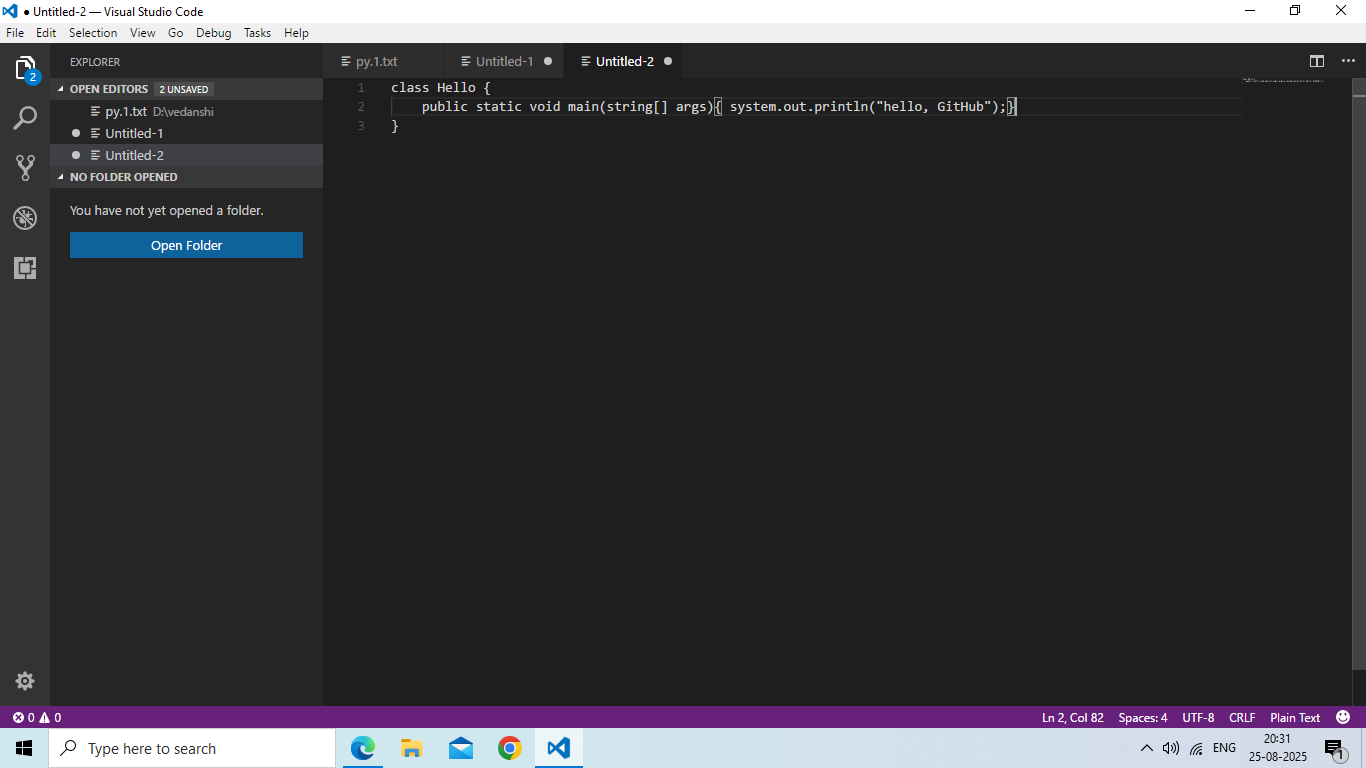 ● Untitled-2 — Visual Studio Code
File Edit Selection View Go Debug Tasks Help
2
EXPLORER
OPEN EDITORS 2 UNSAVED
py.1.txt D:\vedanshi
Untitled-1
Untitled-2
NO FOLDER OPENED
You have not yet opened a folder.
Open Folder
py.1.txt Untitled-1 ● Untitled-2 ●
1 class Hello {
2 public static void main(string[] args){ system.out.println("hello, GitHub");}
3 }
0 0 Ln 2, Col 82 Spaces: 4 UTF-8 CRLF Plain Text
Type here to search
ENG
20:31
25-08-2025
1